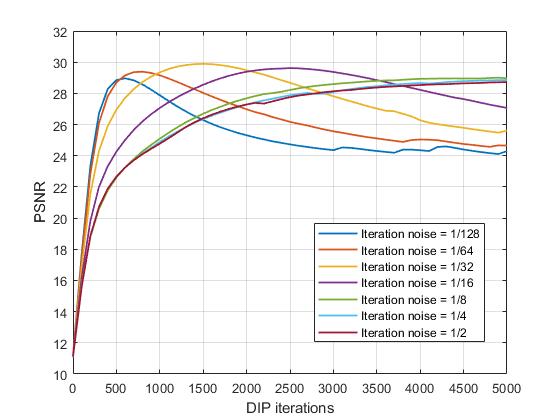 32
30
28
26
24
22
20
18
16
14
12
10
PSNR
Iteration noise = 1/128
Iteration noise = 1/64
Iteration noise = 1/32
Iteration noise = 1/16
Iteration noise = 1/8
Iteration noise = 1/4
Iteration noise = 1/2
0 500 1000 1500 2000 2500 3000 3500 4000 4500 5000
DIP iterations